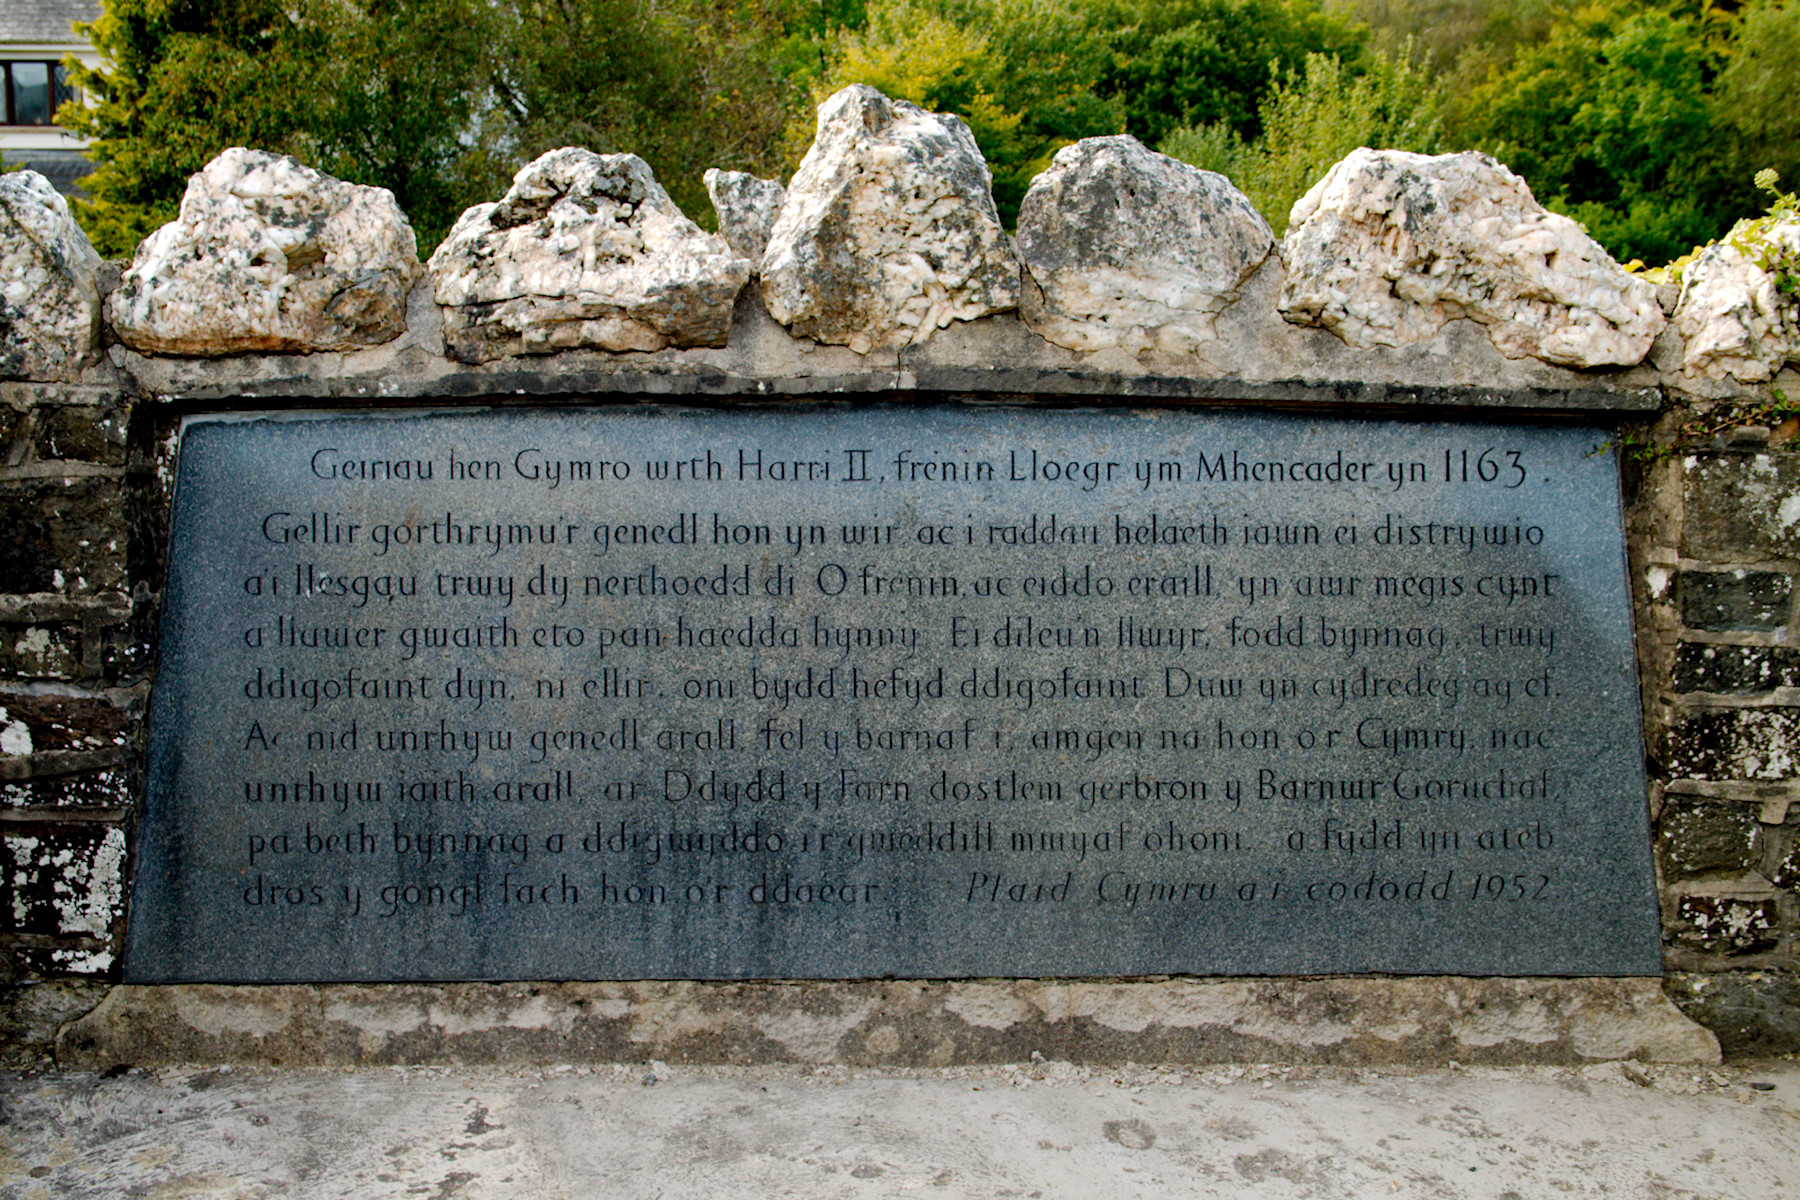 Geiriau hen Gymro wrth Harri II, frenin Lloegr ym Mhencader yn 1163.
Gellir gorthrymu'r genedl hon yn wir, ac i raddau helaeth iawn ei distrywio
a'i llesgau trwy dy nerthoedd di O frenin, ac eiddo eraill, yn awr megis cynt
a llawer gwaith eto pan haedda hynny. Ei dileu'n llwyr, fodd bynnag, trwy
ddigofaint dyn, ni ellir, oni bydd hefyd ddigofaint Duw yn cydredeg ag ef.
Ac nid unrhyw genedl arall, fel y barnaf i, amgen na hon o'r Cymry, nac
unrhyw iaith arall, ar Ddydd y Farn dostlem gerbron y Barnwr Goruchaf,
pa beth bynnag a ddigwyddo i'r gweddill mwyaf ohoni, a fydd yn ateb
dros y gongl fach hon o'r ddaear. Plaid Cymru a'i cododd 1952.